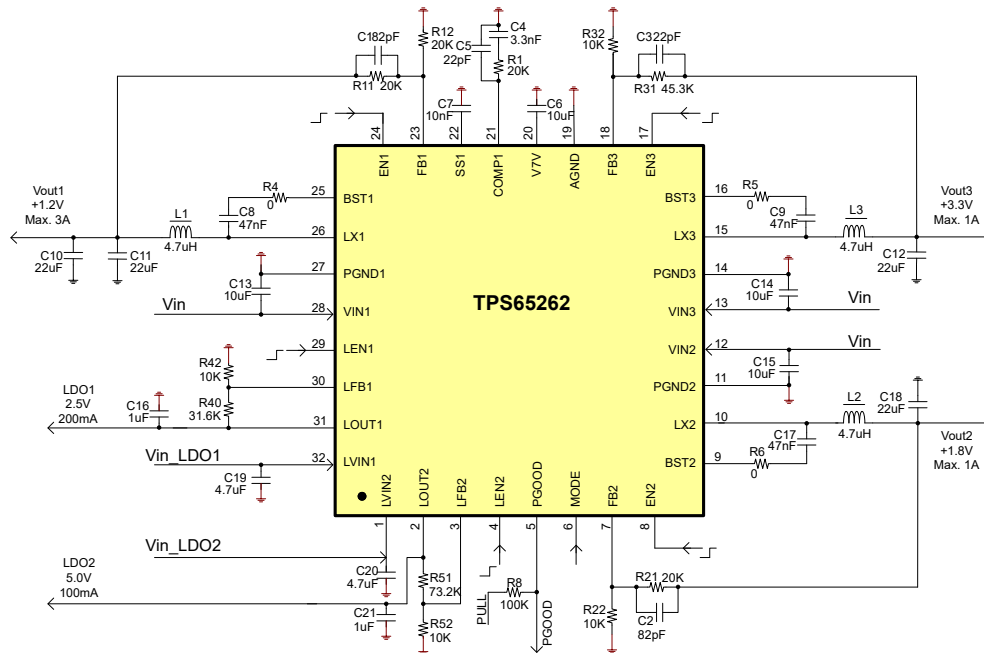 C182pF
R12
20K
C5
22pF
C4
3.3nF
R1
20K
R32
10K
C322pF
R11 20K
R31 45.3K
C7
10nF
C6
10uF
24
23
22
21
20
19
18
17
EN1
FB1
SS1
COMP1
V7V
AGND
FB3
EN3
Vout1
+1.2V
Max. 3A
L1
4.7uH
R4
0
C8
47nF
25
BST1
26
LX1
C10
22uF
C11
22uF
27
PGND1
C13
10uF
Vin
28
VIN1
29
LEN1
R42
10K
30
LFB1
R40
31.6K
LDO1
2.5V
200mA
C16
1uF
31
LOUT1
Vin_LDO1
32
LVIN1
C19
4.7uF
TPS65262
BST3
16
R5
0
C9
47nF
L3
4.7uH
Vout3
+3.3V
Max. 1A
LX3
15
C12
22uF
PGND3
14
C14
10uF
VIN3
13
Vin
VIN2
12
Vin
C15
10uF
PGND2
11
LX2
10
L2
4.7uH
C18
22uF
C17
47nF
Vout2
+1.8V
Max. 1A
BST2
9
R6
0
LVIN2
LOUT2
LFB2
LEN2
PGOOD
MODE
FB2
EN2
1
2
3
4
5
6
7
8
Vin_LDO2
LDO2
5.0V
100mA
C20
4.7uF
C21
1uF
R51
73.2K
R52
10K
R8
100K
PULL
PGOOD
R21 20K
R22
10K
C2
82pF